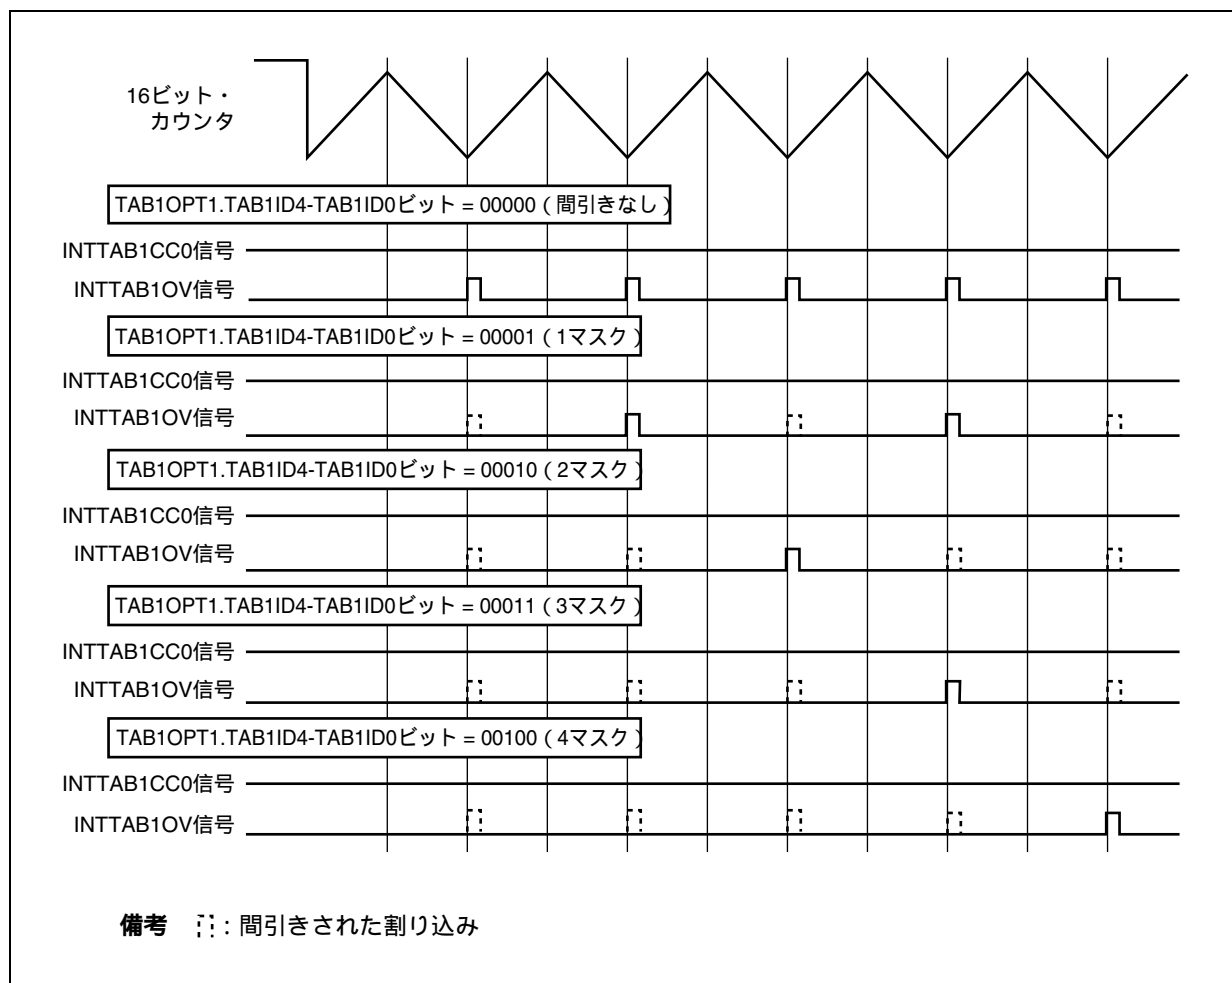 16ビット・
カウンタ
TAB1OPT1.TAB1ID4-TAB1ID0ビット = 00000（間引きなし）
INTTAB1CC0信号
INTTAB1OV信号
TAB1OPT1.TAB1ID4-TAB1ID0ビット = 00001（1マスク）
INTTAB1CC0信号
INTTAB1OV信号
TAB1OPT1.TAB1ID4-TAB1ID0ビット = 00010（2マスク）
INTTAB1CC0信号
INTTAB1OV信号
TAB1OPT1.TAB1ID4-TAB1ID0ビット = 00011（3マスク）
INTTAB1CC0信号
INTTAB1OV信号
TAB1OPT1.TAB1ID4-TAB1ID0ビット = 00100（4マスク）
INTTAB1CC0信号
INTTAB1OV信号
備考 : 間引きされた割り込み